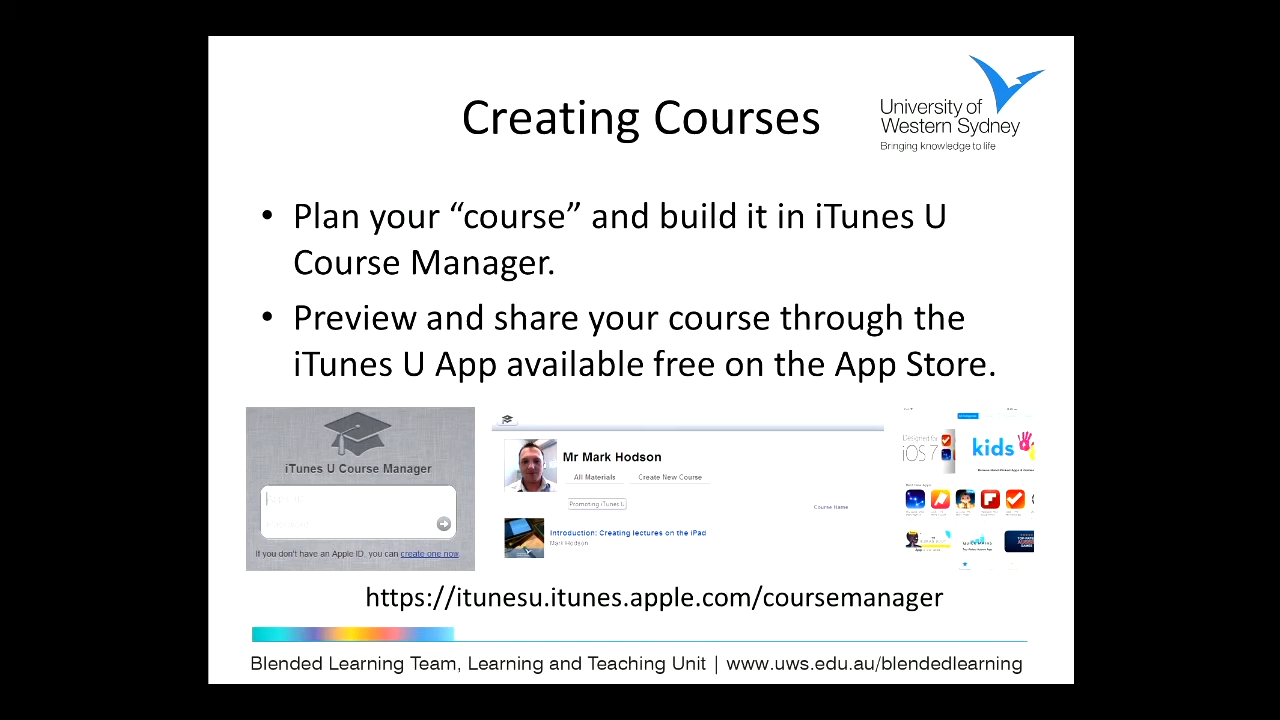 Creating Courses
University of
Western Sydney
Bringing knowledge to life
• Plan your “course” and build it in iTunes U
Course Manager.
• Preview and share your course through the
iTunes U App available free on the App Store.
iTunes U Course Manager
If you don't have an Apple ID, you can create one now.
Mr Mark Hodson
All Materials Create New Course
Promoting iTunes U
Course Name
Introduction: Creating lectures on the iPad
Mark Hodson
Designed for
iOS 7
kids
https://itunesu.itunes.apple.com/coursemanager
Blended Learning Team, Learning and Teaching Unit | www.uws.edu.au/blendedlearning